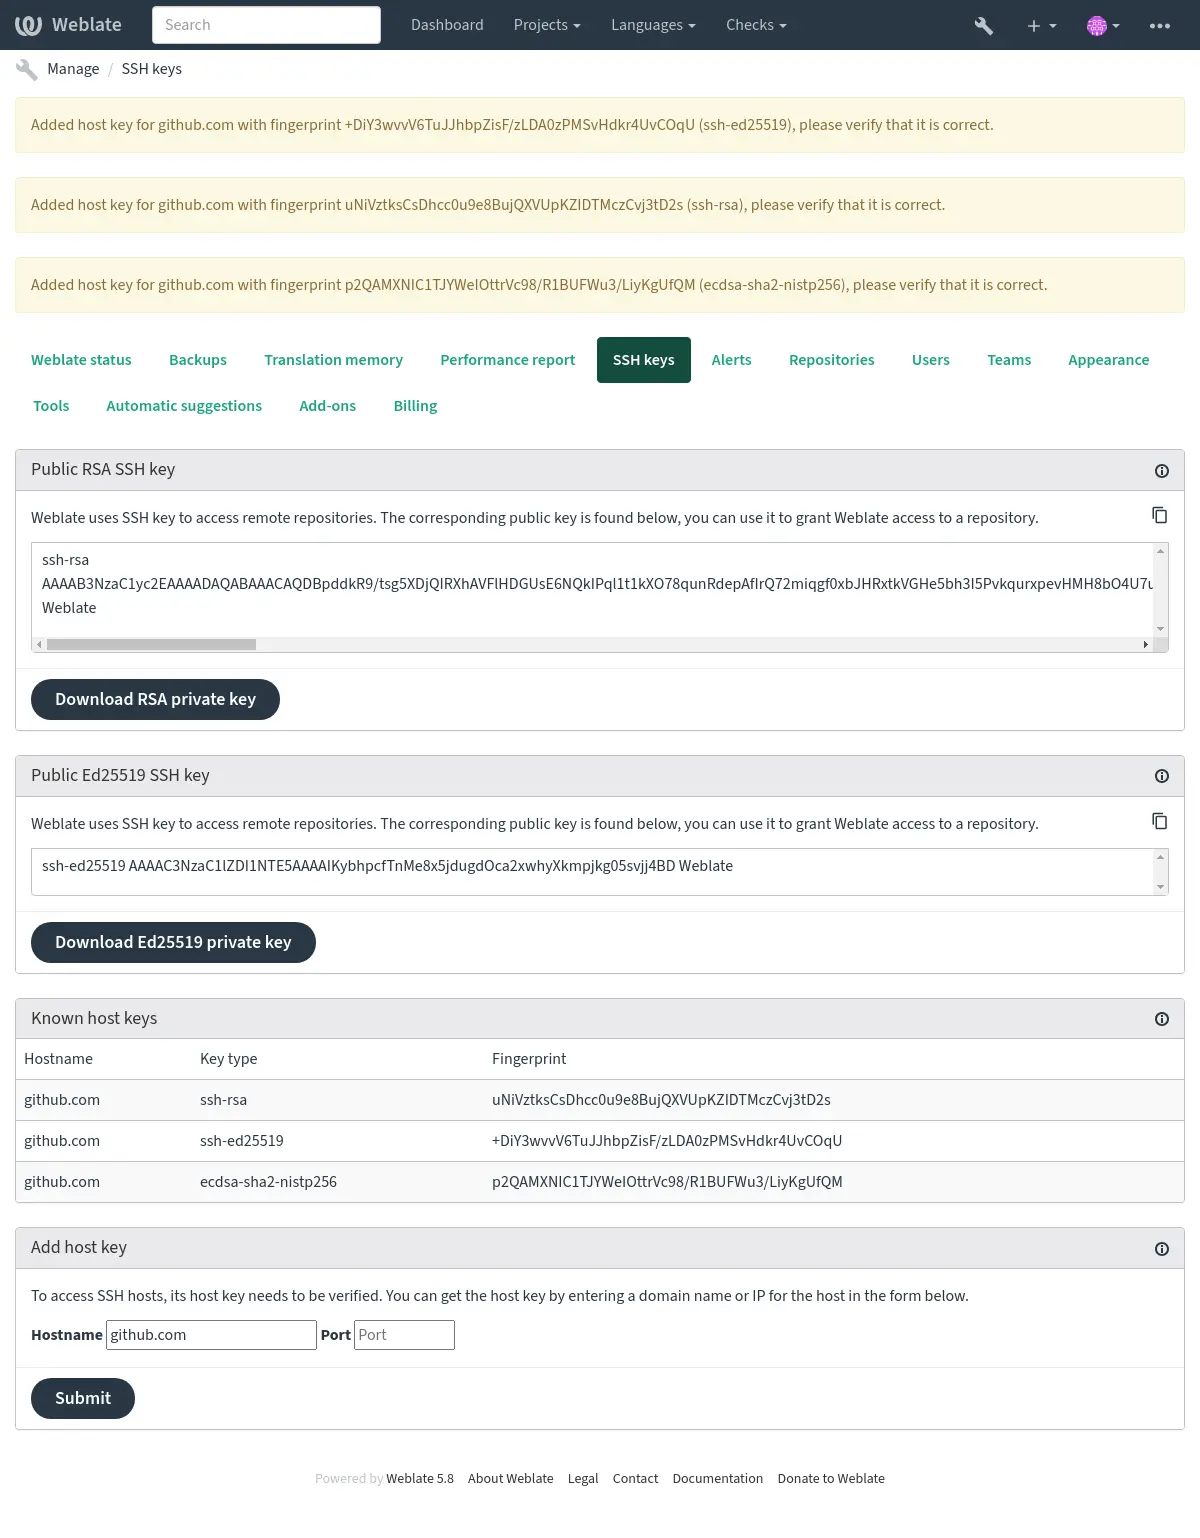 Weblate
Search
Dashboard
Projects
Languages
Checks
Manage / SSH keys
Added host key for github.com with fingerprint +DiY3wvvV6TuJJhbpZisF/zLDA0zPMSvHdkr4UvCOqU (ssh-ed25519), please verify that it is correct.
Added host key for github.com with fingerprint uNiVztksCsDhcc0u9e8BujQXVUpKZIDTMczCvj3tD2s (ssh-rsa), please verify that it is correct.
Added host key for github.com with fingerprint p2QAMXNIC1TJYWeIOttrVc98/R1BUFWu3/LiyKgUfQM (ecdsa-sha2-nistp256), please verify that it is correct.
Weblate status
Backups
Translation memory
Performance report
SSH keys
Alerts
Repositories
Users
Teams
Appearance
Tools
Automatic suggestions
Add-ons
Billing
Public RSA SSH key
Weblate uses SSH key to access remote repositories. The corresponding public key is found below, you can use it to grant Weblate access to a repository.
ssh-rsa
Weblate
Download RSA private key
Public Ed25519 SSH key
Weblate uses SSH key to access remote repositories. The corresponding public key is found below, you can use it to grant Weblate access to a repository.
ssh-ed25519 AAAAC3NzaC1lZDI1NTE5AAAAIKybhpcfTnMe8x5jdugdOca2xwhyXkmpjkg05svjj4BD Weblate
Download Ed25519 private key
Known host keys
Hostname Key type Fingerprint
github.com ssh-rsa uNiVztksCsDhcc0u9e8BujQXVUpKZIDTMczCvj3tD2s
github.com ssh-ed25519 +DiY3wvvV6TuJJhbpZisF/zLDA0zPMSvHdkr4UvCOqU
github.com ecdsa-sha2-nistp256 p2QAMXNIC1TJYWeIOttrVc98/R1BUFWu3/LiyKgUfQM
Add host key
To access SSH hosts, its host key needs to be verified. You can get the host key by entering a domain name or IP for the host in the form below.
Hostname github.com Port Port
Submit
Powered by Weblate 5.8 About Weblate Legal Contact Documentation Donate to Weblate